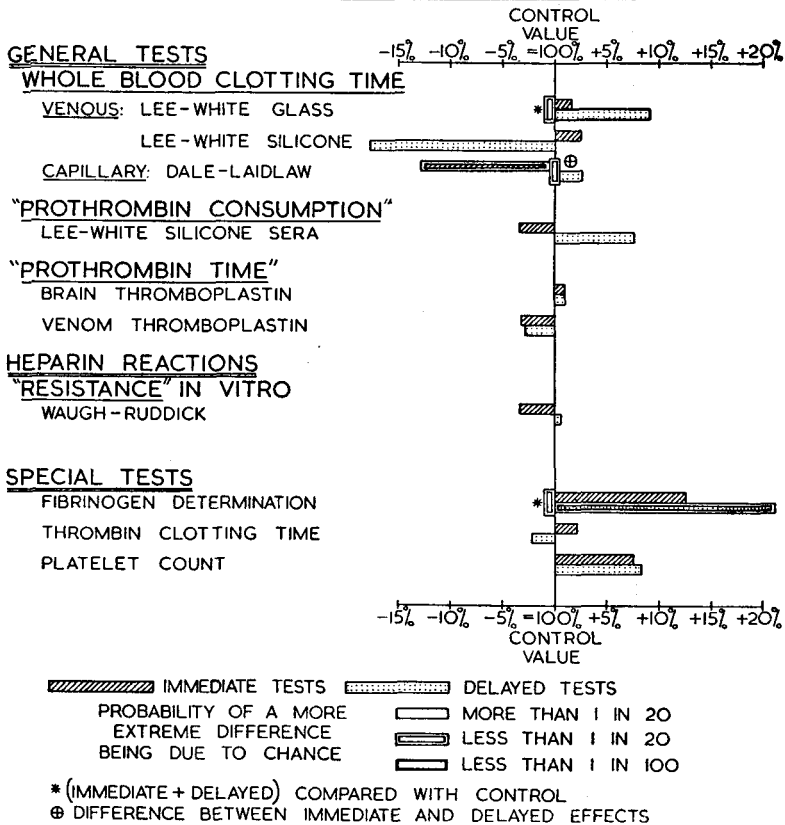 CONTROL
VALUE
GENERAL TESTS -15% -10% -5% =100% +5% +10% +15% +20%
WHOLE BLOOD CLOTTING TIME
VENOUS: LEE-WHITE GLASS *
LEE-WHITE SILICONE
CAPILLARY: DALE-LAIDLAW ⊕
"PROTHROMBIN CONSUMPTION"
LEE-WHITE SILICONE SERA
"PROTHROMBIN TIME"
BRAIN THROMBOPLASTIN
VENOM THROMBOPLASTIN
HEPARIN REACTIONS
"RESISTANCE" IN VITRO
WAUGH-RUDDICK
SPECIAL TESTS
FIBRINOGEN DETERMINATION *
THROMBIN CLOTTING TIME
PLATELET COUNT
-15% -10% -5% =100% +5% +10% +15% +20%
CONTROL
VALUE
IMMEDIATE TESTS DELAYED TESTS
PROBABILITY OF A MORE MORE THAN 1 IN 20
EXTREME DIFFERENCE LESS THAN 1 IN 20
BEING DUE TO CHANCE LESS THAN 1 IN 100
* (IMMEDIATE + DELAYED) COMPARED WITH CONTROL
⊕ DIFFERENCE BETWEEN IMMEDIATE AND DELAYED EFFECTS